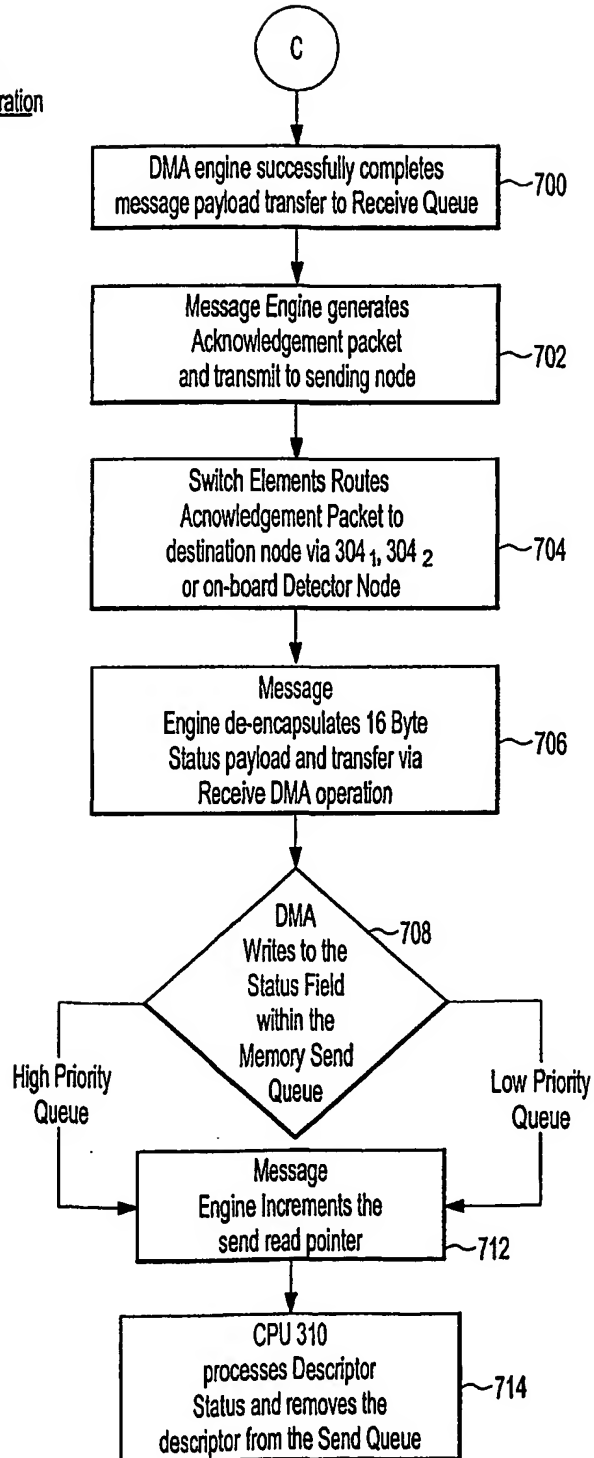 C
DMA engine successfully completes
message payload transfer to Receive Queue
700
Message Engine generates
Acknowledgement packet
and transmit to sending node
702
Switch Elements Routes
Acnowledgement Packet to
destination node via 304 1, 304 2
or on-board Detector Node
704
Message
Engine de-encapsulates 16 Byte
Status payload and transfer via
Receive DMA operation
706
DMA
Writes to the
Status Field
within the
Memory Send
Queue
708
High Priority
Queue
Low Priority
Queue
Message
Engine Increments the
send read pointer
712
CPU 310
processes Descriptor
Status and removes the
descriptor from the Send Queue
714